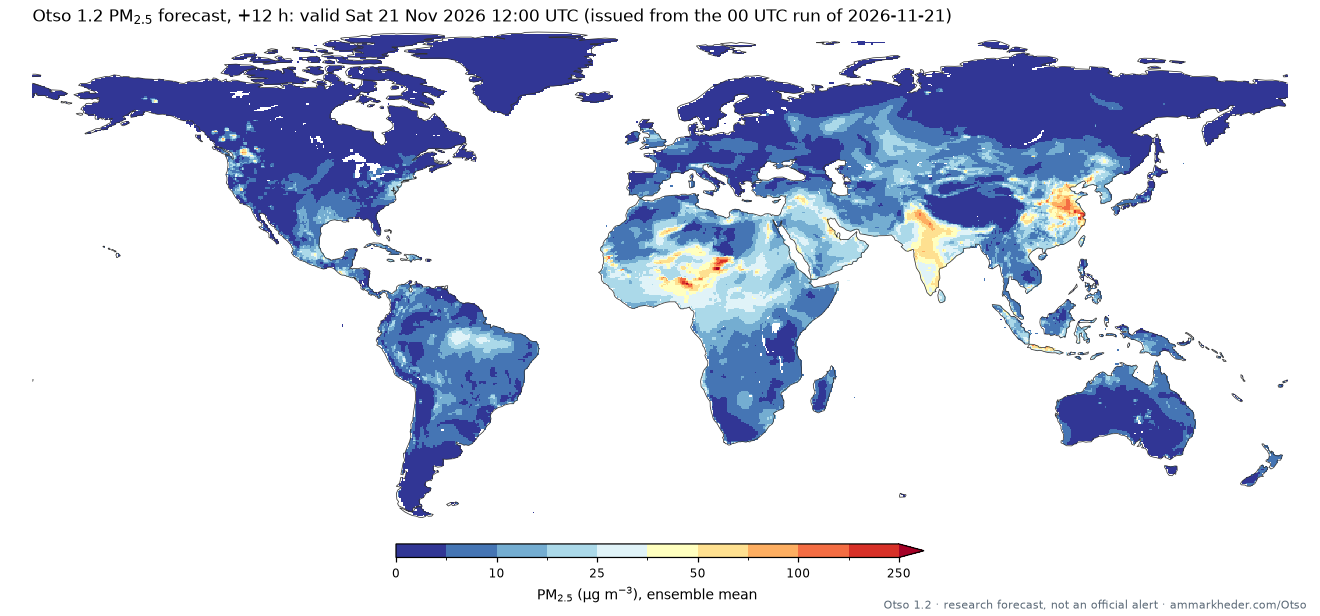 Otso 1.2 PM₂.₅ forecast, +12 h: valid Sat 21 Nov 2026 12:00 UTC (issued from the 00 UTC run of 2026-11-21)
0 10 25 50 100 250
PM₂.₅ (µg m⁻³), ensemble mean
Otso 1.2 · research forecast, not an official alert · ammarkheder.com/Otso